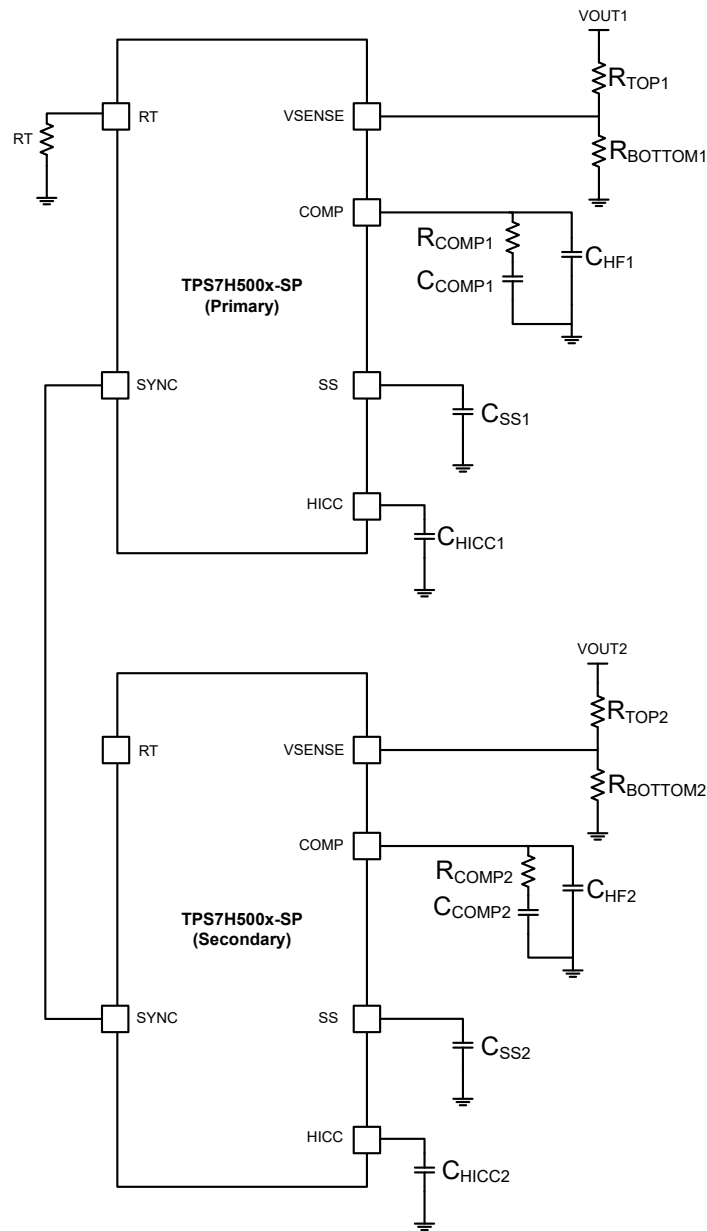 VOUT1
RTOP1
RT
VSENSE
RT
RBOTTOM1
COMP
RCOMP1
CHF1
CCOMP1
TPS7H500x-SP
(Primary)
SYNC
SS
CSS1
HICC
CHICC1
VOUT2
RTOP2
RT
VSENSE
RBOTTOM2
COMP
RCOMP2
CHF2
CCOMP2
TPS7H500x-SP
(Secondary)
SYNC
SS
CSS2
HICC
CHICC2